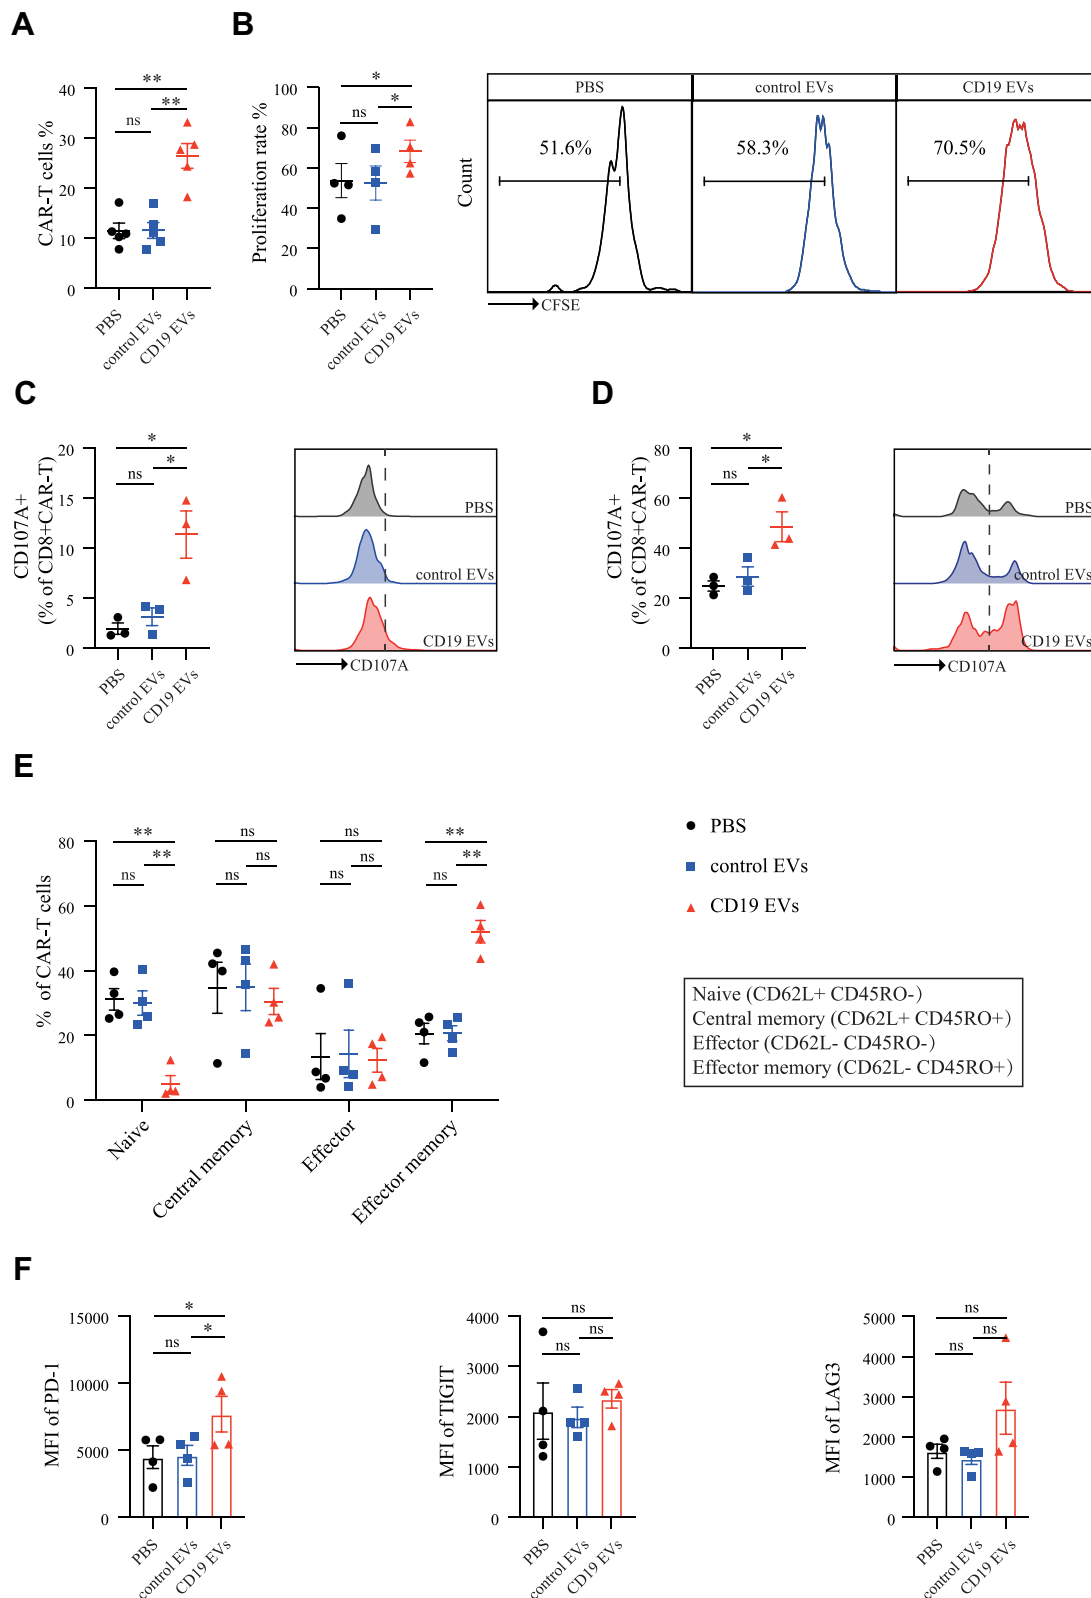 A
CAR-T cells %
40
30
20
10
0
**
**
ns
PBS
control EVs
CD19 EVs
B
Proliferation rate %
100
80
60
40
20
0
*
*
ns
PBS
control EVs
CD19 EVs
PBS
control EVs
CD19 EVs
Count
51.6%
58.3%
70.5%
CFSE
C
CD107A+
(% of CD8+CAR-T)
20
15
10
5
0
*
*
ns
PBS
control EVs
CD19 EVs
PBS
control EVs
CD19 EVs
CD107A
D
CD107A+
(% of CD8+CAR-T)
80
60
40
20
0
*
*
ns
PBS
control EVs
CD19 EVs
PBS
control EVs
CD19 EVs
CD107A
E
% of CAR-T cells
80
60
40
20
0
**
**
ns
ns
ns
ns
ns
ns
ns
**
**
ns
Naive
Central memory
Effector
Effector memory
PBS
control EVs
CD19 EVs
Naive (CD62L+ CD45RO-)
Central memory (CD62L+ CD45RO+)
Effector (CD62L- CD45RO-)
Effector memory (CD62L- CD45RO+)
F
MFI of PD-1
15000
10000
5000
0
*
*
ns
PBS
control EVs
CD19 EVs
MFI of TIGIT
4000
3000
2000
1000
0
ns
ns
ns
PBS
control EVs
CD19 EVs
MFI of LAG3
5000
4000
3000
2000
1000
0
ns
ns
ns
PBS
control EVs
CD19 EVs